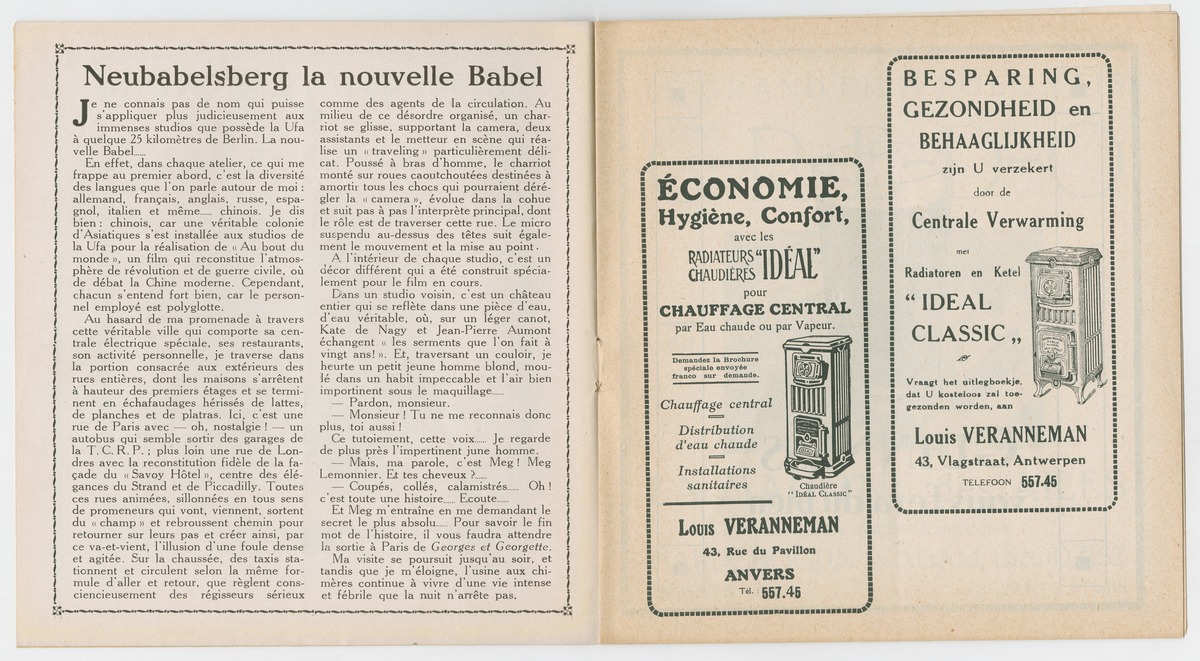 Neubabelsberg la nouvelle Babel
Je ne connais pas de nom qui puisse
s'appliquer plus judicieusement aux
immenses studios que possède la Ufa
à quelque 25 kilomètres de Berlin. La nou-
velle Babel....
En effet, dans chaque atelier, ce qui me
frappe au premier abord, c'est la diversité
des langues que l'on parle autour de moi :
allemand, français, anglais, russe, espa-
gnol, italien et même.... chinois. Je dis
bien : chinois, car une véritable colonie
d'Asiatiques s'est installée aux studios de
la Ufa pour la réalisation de « Au bout du
monde », un film qui reconstitue l'atmos-
phère de révolution et de guerre civile, où
de débat la Chine moderne. Cependant,
chacun s'entend fort bien, car le person-
nel employé est polyglotte.
Au hasard de ma promenade à travers
cette véritable ville qui comporte sa cen-
trale électrique spéciale, ses restaurants,
son activité personnelle, je traverse dans
la portion consacrée aux extérieurs des
rues entières, dont les maisons s'arrêtent
à hauteur des premiers étages et se termi-
nent en échafaudages hérissés de lattes,
de planches et de platras. Ici, c'est une
rue de Paris avec — oh, nostalgie ! — un
autobus qui semble sortir des garages de
la T. C. R. P. ; plus loin une rue de Lon-
dres avec la reconstitution fidèle de la fa-
çade du « Savoy Hôtel », centre des élé-
gances du Strand et de Piccadilly. Toutes
ces rues animées, sillonnées en tous sens
de promeneurs qui vont, viennent, sortent
du « champ » et rebroussent chemin pour
retourner sur leurs pas et créer ainsi, par
ce va-et-vient, l'illusion d'une foule dense
et agitée. Sur la chaussée, des taxis sta-
tionnent et circulent selon la même for-
mule d'aller et retour, que règlent cons-
ciencieusement des régisseurs sérieux
comme des agents de la circulation. Au
milieu de ce désordre organisé, un char-
riot se glisse, supportant la camera, deux
assistants et le metteur en scène qui réa-
lise un « traveling » particulièrement déli-
cat. Poussé à bras d'homme, le charriot
monté sur roues caoutchoutées destinées à
amortir tous les chocs qui pourraient déré-
gler la « camera », évolue dans la cohue
et suit pas à pas l'interprète principal, dont
le rôle est de traverser cette rue. Le micro
suspendu au-dessus des têtes suit égale-
ment le mouvement et la mise au point.
A l'intérieur de chaque studio, c'est un
décor différent qui a été construit spécia-
lement pour le film en cours.
Dans un studio voisin, c'est un château
entier qui se reflète dans une pièce d'eau,
d'eau véritable, où, sur un léger canot,
Kate de Nagy et Jean-Pierre Aumont
échangent « les serments que l'on fait à
vingt ans! ». Et, traversant un couloir, je
heurte un petit jeune homme blond, mou-
lé dans un habit impeccable et l'air bien
impertinent sous le maquillage....
— Pardon, monsieur.
— Monsieur ! Tu ne me reconnais donc
plus, toi aussi !
Ce tutoiement, cette voix.... Je regarde
de plus près l'impertinent june homme.
— Mais, ma parole, c'est Meg ! Meg
Lemonnier. Et tes cheveux ?....
— Coupés, collés, calamistrés.... Oh !
c'est toute une histoire.... Ecoute....
Et Meg m'entraîne en me demandant le
secret le plus absolu.... Pour savoir le fin
mot de l'histoire, il vous faudra attendre
la sortie à Paris de Georges et Georgette.
Ma visite se poursuit jusqu'au soir, et
tandis que je m'éloigne, l'usine aux chi-
mères continue à vivre d'une vie intense
et fébrile que la nuit n'arrête pas.
ÉCONOMIE,
Hygiène, Confort,
avec les
RADIATEURS
CHAUDIÈRES "IDÉAL"
pour
CHAUFFAGE CENTRAL
par Eau chaude ou par Vapeur.
Demandez la Brochure
spéciale envoyée
franco sur demande.
Chauffage central
Distribution
d'eau chaude
Installations
sanitaires
Chaudière
"IDÉAL CLASSIC"
Louis VERANNEMAN
43, Rue du Pavillon
ANVERS
Tél. : 557.45
BESPARING,
GEZONDHEID en
BEHAAGLIJKHEID
zijn U verzekert
door de
Centrale Verwarming
met
Radiatoren en Ketel
“ IDEAL
CLASSIC „
Vraagt het uitlegboekje,
dat U kosteloos zal toe-
gezonden worden, aan
Louis VERANNEMAN
43, Vlagstraat, Antwerpen
TELEFOON 557.45